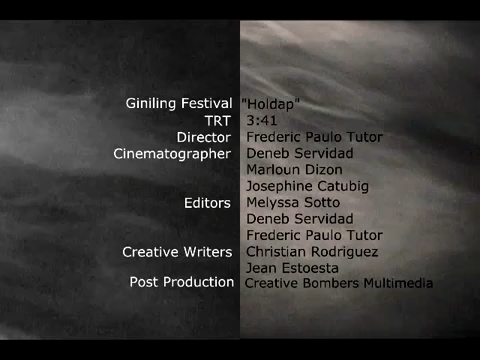 Giniling Festival "Holdap"
TRT 3:41
Director Frederic Paulo Tutor
Cinematographer Deneb Servidad
Marloun Dizon
Josephine Catubig
Editors Melyssa Sotto
Deneb Servidad
Frederic Paulo Tutor
Creative Writers Christian Rodriguez
Jean Estoesta
Post Production Creative Bombers Multimedia